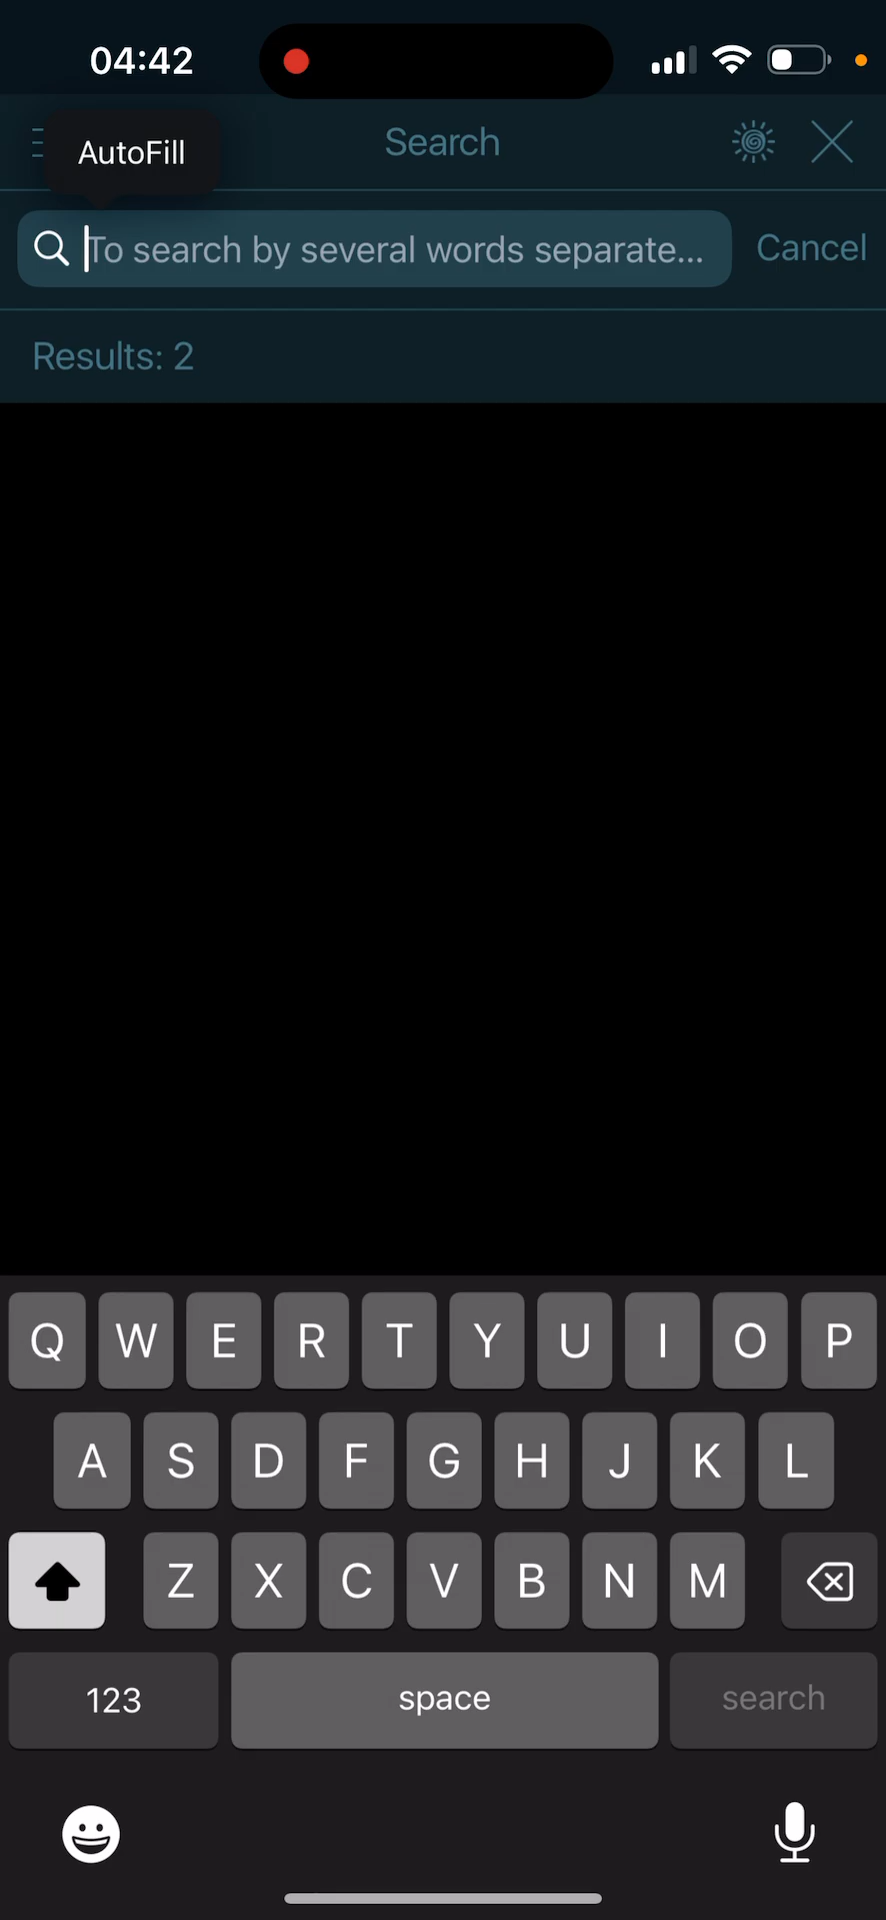 04:42
AutoFill
Search
To search by several words separate...
Cancel
Results: 2
Q W E R T Y U I O P
A S D F G H J K L
Z X C V B N M
123 space search